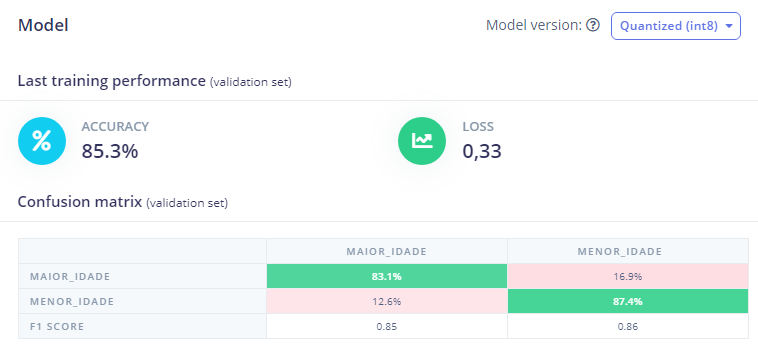 Model
Model version: Quantized (int8)
Last training performance (validation set)
ACCURACY
85.3%
LOSS
0,33
Confusion matrix (validation set)
MAIOR_IDADE MENOR_IDADE
MAIOR_IDADE 83.1% 16.9%
MENOR_IDADE 12.6% 87.4%
F1 SCORE 0.85 0.86